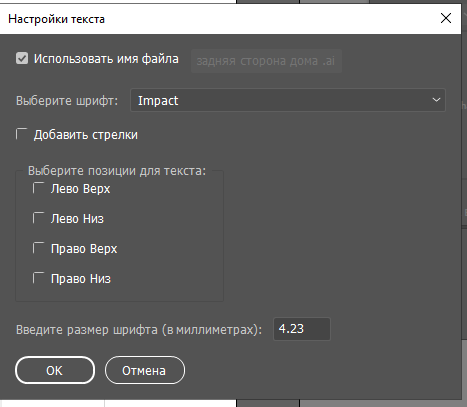 Настройки текста
Использовать имя файла задняя сторона дома .ai
Выберите шрифт: Impact
Добавить стрелки
Выберите позиции для текста:
Лево Верх
Лево Низ
Право Верх
Право Низ
Введите размер шрифта (в миллиметрах): 4.23
OK Отмена